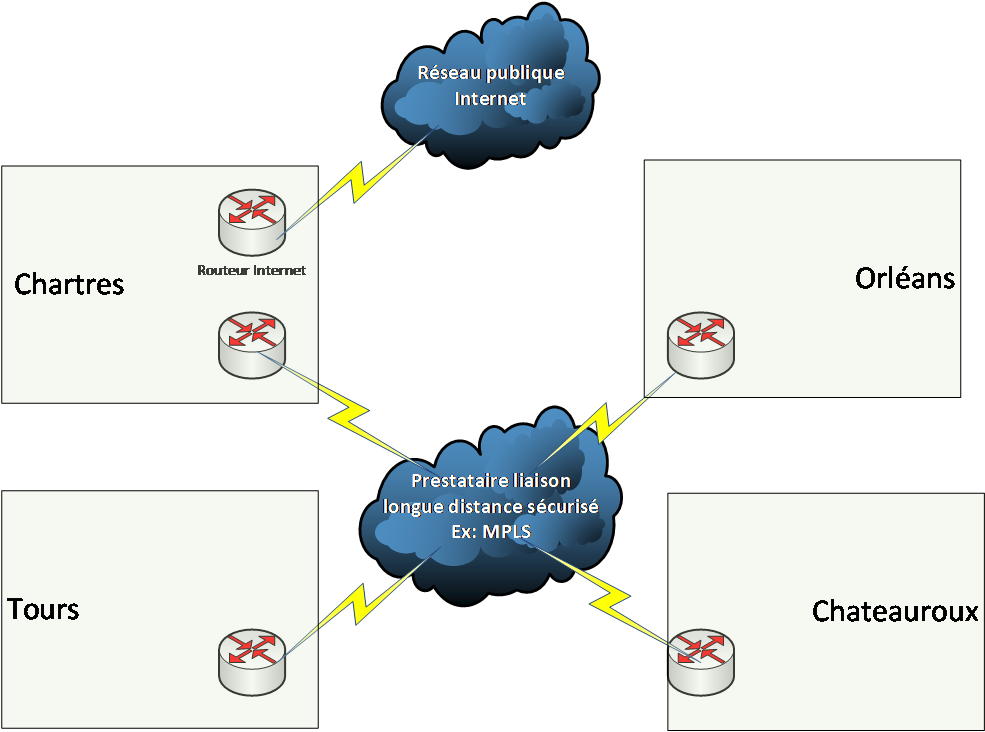 Réseau publique
Internet
Routeur Internet
Chartres
Orléans
Prestataire liaison
longue distance sécurisé
Ex: MPLS
Tours
Chateauroux